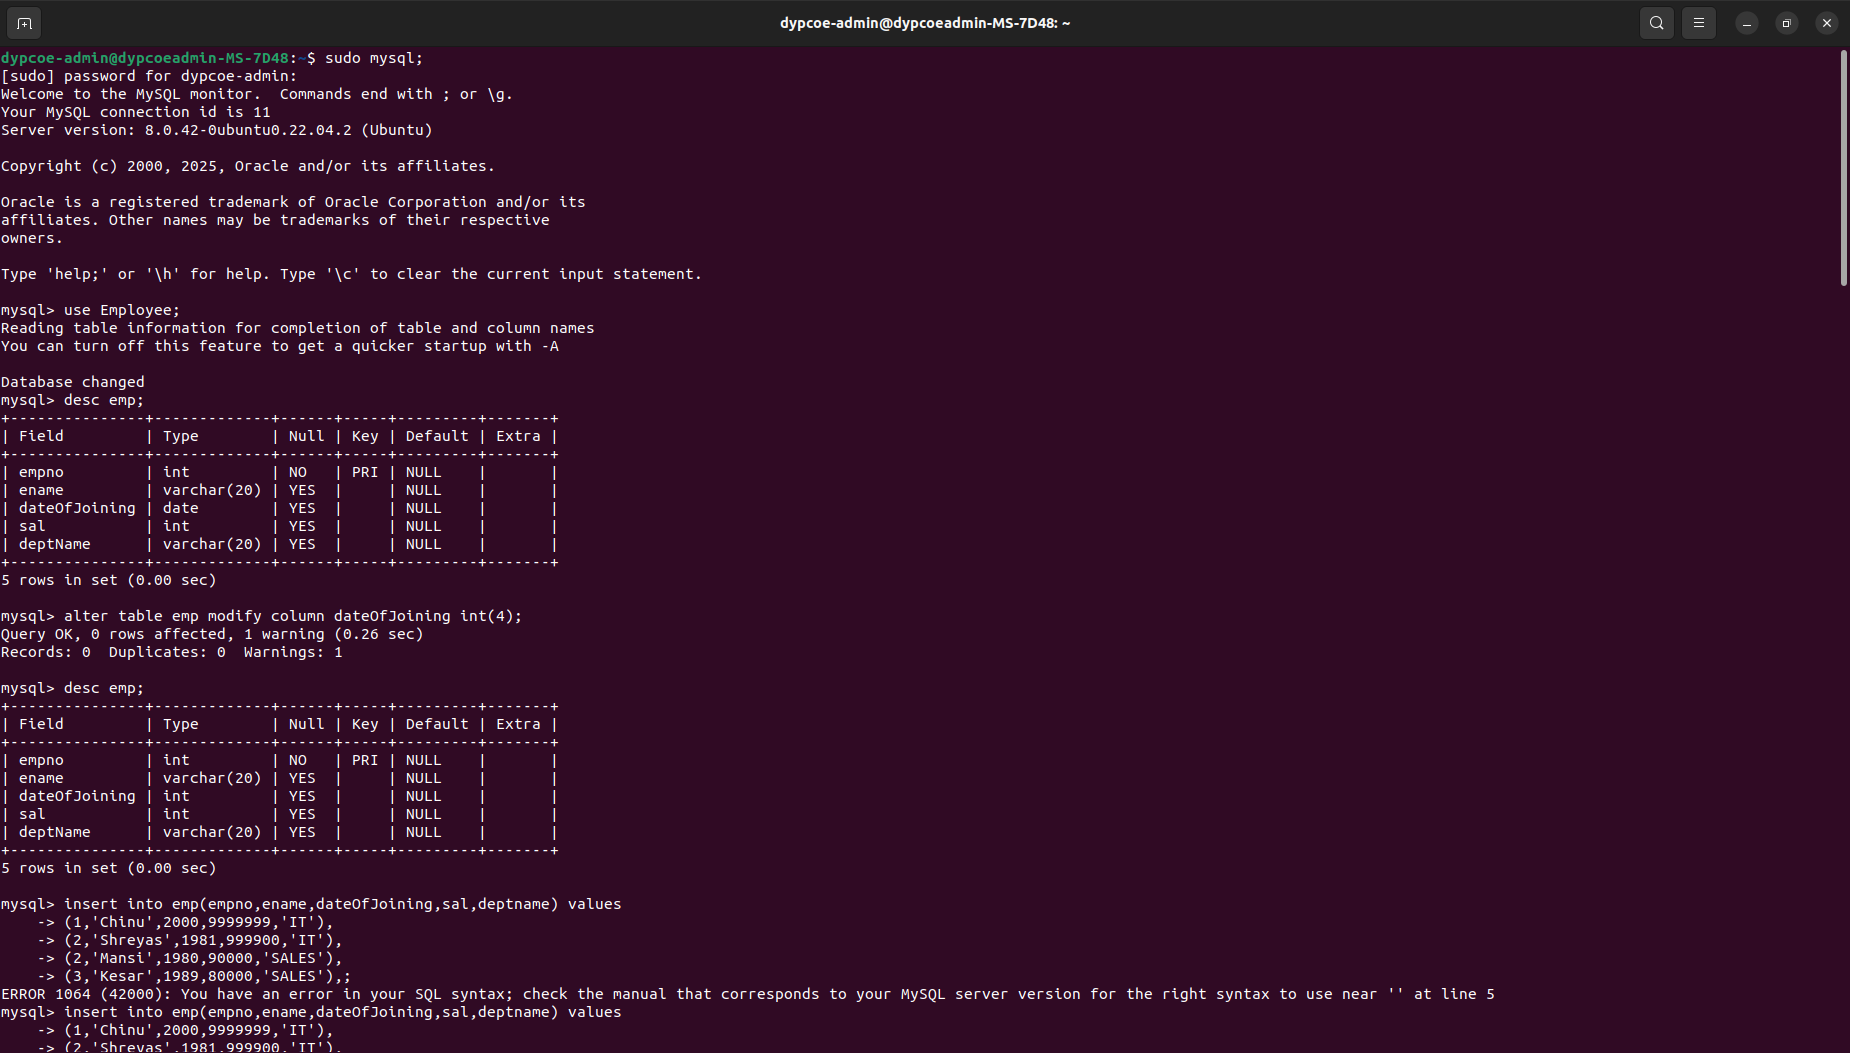 dypcoe-admin@dypcoeadmin-MS-7D48: ~
dypcoe-admin@dypcoeadmin-MS-7D48:~$ sudo mysql;
[sudo] password for dypcoe-admin:
Welcome to the MySQL monitor.  Commands end with ; or \g.
Your MySQL connection id is 11
Server version: 8.0.42-0ubuntu0.22.04.2 (Ubuntu)

Copyright (c) 2000, 2025, Oracle and/or its affiliates.

Oracle is a registered trademark of Oracle Corporation and/or its
affiliates. Other names may be trademarks of their respective
owners.

Type 'help;' or '\h' for help. Type '\c' to clear the current input statement.

mysql> use Employee;
Reading table information for completion of table and column names
You can turn off this feature to get a quicker startup with -A

Database changed
mysql> desc emp;
+---------------+-------------+------+-----+---------+-------+
| Field         | Type        | Null | Key | Default | Extra |
+---------------+-------------+------+-----+---------+-------+
| empno         | int         | NO   | PRI | NULL    |       |
| ename         | varchar(20) | YES  |     | NULL    |       |
| dateOfJoining | date        | YES  |     | NULL    |       |
| sal           | int         | YES  |     | NULL    |       |
| deptName      | varchar(20) | YES  |     | NULL    |       |
+---------------+-------------+------+-----+---------+-------+
5 rows in set (0.00 sec)

mysql> alter table emp modify column dateOfJoining int(4);
Query OK, 0 rows affected, 1 warning (0.26 sec)
Records: 0  Duplicates: 0  Warnings: 1

mysql> desc emp;
+---------------+-------------+------+-----+---------+-------+
| Field         | Type        | Null | Key | Default | Extra |
+---------------+-------------+------+-----+---------+-------+
| empno         | int         | NO   | PRI | NULL    |       |
| ename         | varchar(20) | YES  |     | NULL    |       |
| dateOfJoining | int         | YES  |     | NULL    |       |
| sal           | int         | YES  |     | NULL    |       |
| deptName      | varchar(20) | YES  |     | NULL    |       |
+---------------+-------------+------+-----+---------+-------+
5 rows in set (0.00 sec)

mysql> insert into emp(empno,ename,dateOfJoining,sal,deptname) values
    -> (1,'Chinu',2000,9999999,'IT'),
    -> (2,'Shreyas',1981,999900,'IT'),
    -> (2,'Mansi',1980,90000,'SALES'),
    -> (3,'Kesar',1989,80000,'SALES'),;
ERROR 1064 (42000): You have an error in your SQL syntax; check the manual that corresponds to your MySQL server version for the right syntax to use near '' at line 5
mysql> insert into emp(empno,ename,dateOfJoining,sal,deptname) values
    -> (1,'Chinu',2000,9999999,'IT'),
    -> (2,'Shreyas',1981,999900,'IT'),